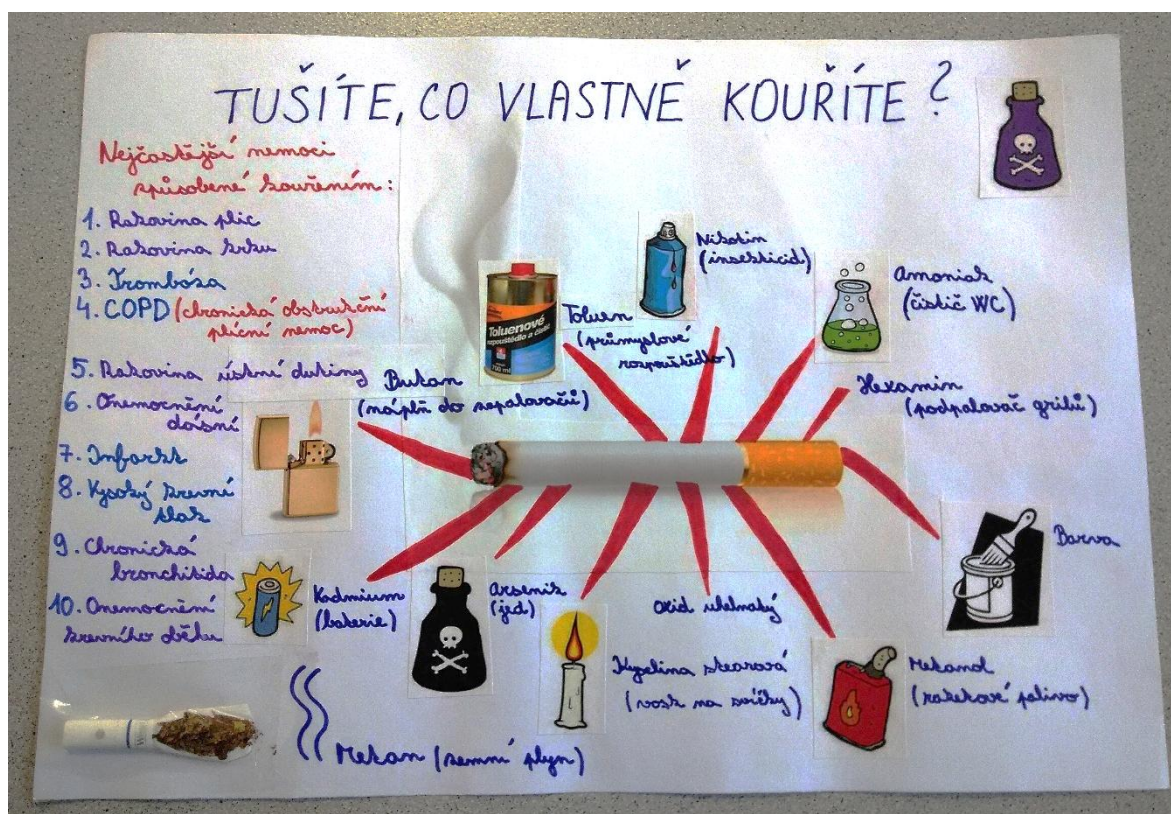 TUŠÍTE, CO VLASTNĚ KOUŘÍTE?
Nejčastější nemoci
způsobené kouřením:
1. Rakovina plic
2. Rakovina krku
3. Trombóza
4. COPD (chronická obstrukční
plicní nemoc)
5. Rakovina ústní dutiny
6. Onemocnění
dásní
7. Infarkt
8. Vysoký krevní
tlak
9. Chronická
bronchitida
10. Onemocnění
krevního oběhu
Nikotin
(insekticid)
Amoniak
(čistič WC)
Toluenové
rozpouštědlo a čistič
700 ml
Toluen
(průmyslové
rozpouštědlo)
Butan
(náplň do zapalovačů)
Hexamin
(podpalovač grilů)
Barva
Kadmium
(baterie)
Arsenik
(jed)
oxid uhelnatý
Kyselina stearová
(vosk na svíčky)
Metanol
(raketové palivo)
Metan (zemní plyn)